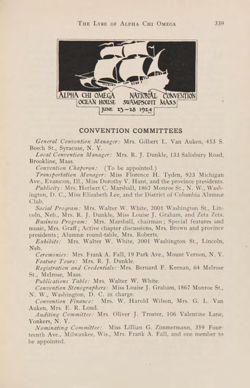 The Lyre of Alpha Chi Omega 339
ALPHA CHI OMEGA NATIONAL CONVENTION
OCEAN HOUSE SWAMPSCOTT MASS
JUNE 23-28 1924
CONVENTION COMMITTEES
General Convention Manager: Mrs. Gilbert L. Van Auken, 453 S.
Beech St., Syracuse, N. Y.
Local Convention Manager: Mrs. R. J. Dunkle, 133 Salisbury Road,
Brookline, Mass.
Convention Chaperon: (To be appointed.)
Transportation Manager: Miss Florence H. Tyden, 923 Michigan
Ave., Evanston, Ill., Miss Dorothy V. Hunt, and the province presidents.
Publicity: Mrs. Horbart C. Marshall, 1867 Monroe St., N. W., Wash-
ington, D. C., Miss Elizabeth Lee, and the District of Columbia Alumnæ
Club.
Social Program: Mrs. Walter W. White, 2001 Washington St., Lin-
coln, Neb., Mrs. R. J. Dunkle, Miss Louise J. Graham, and Zeta Zeta.
Business Program: Mrs. Marshall, chairman; Special features and
music, Mrs. Graff; Active chapter discussions, Mrs. Brown and province
presidents; Alumnæ round-table, Mrs. Roberts.
Exhibits: Mrs. Walter W. White, 2001 Washington St., Lincoln,
Neb.
Ceremonies: Mrs. Frank A. Fall, 19 Park Ave., Mount Vernon, N. Y.
Feature Tours: Mrs. R. J. Dunkle.
Registration and Credentials: Mrs. Bernard F. Keenan, 64 Melrose
St., Melrose, Mass.
Publications Table: Mrs. Walter W. White.
Convention Stenographers: Miss Louise J. Graham, 1867 Monroe St.,
N. W., Washington, D. C. in charge.
Convention Finance: Mrs. W. Harold Wilson, Mrs. G. L. Van
Auken, Mrs. E. R. Loud.
Auditing Committee: Mrs. Oliver J. Troster, 106 Valentine Lane,
Yonkers, N. Y.
Nominating Committee: Miss Lillian G. Zimmermann, 359 Four-
teenth Ave., Milwaukee, Wis., Mrs. Frank A. Fall, and one member to
be appointed.